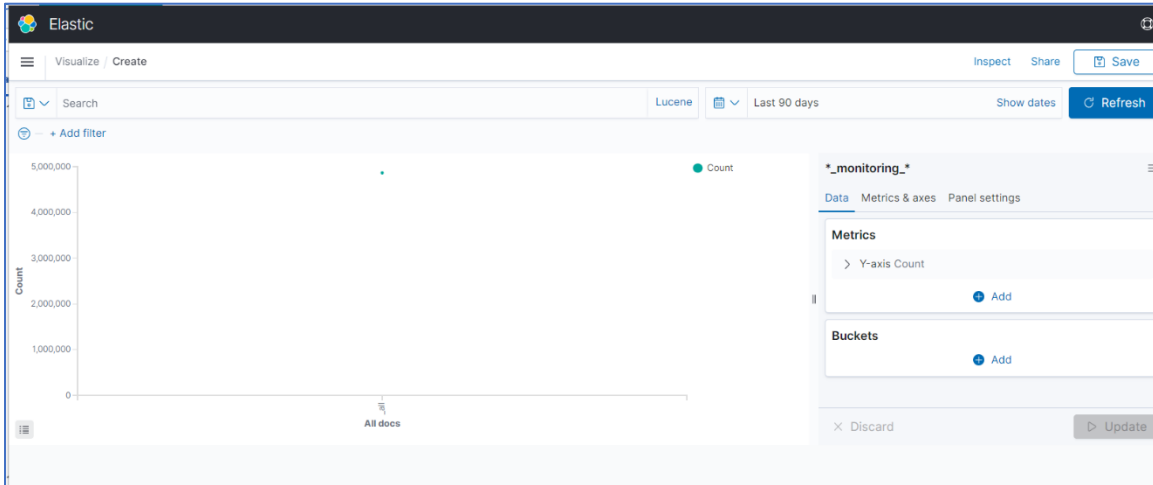 Elastic
Visualize / Create
Inspect Share Save
Search Lucene Last 90 days Show dates Refresh
+ Add filter
5,000,000
4,000,000
3,000,000
2,000,000
1,000,000
0
Count
_all
All docs
Count
*_monitoring_*
Data Metrics & axes Panel settings
Metrics
Y-axis Count
Add
Buckets
Add
Discard Update